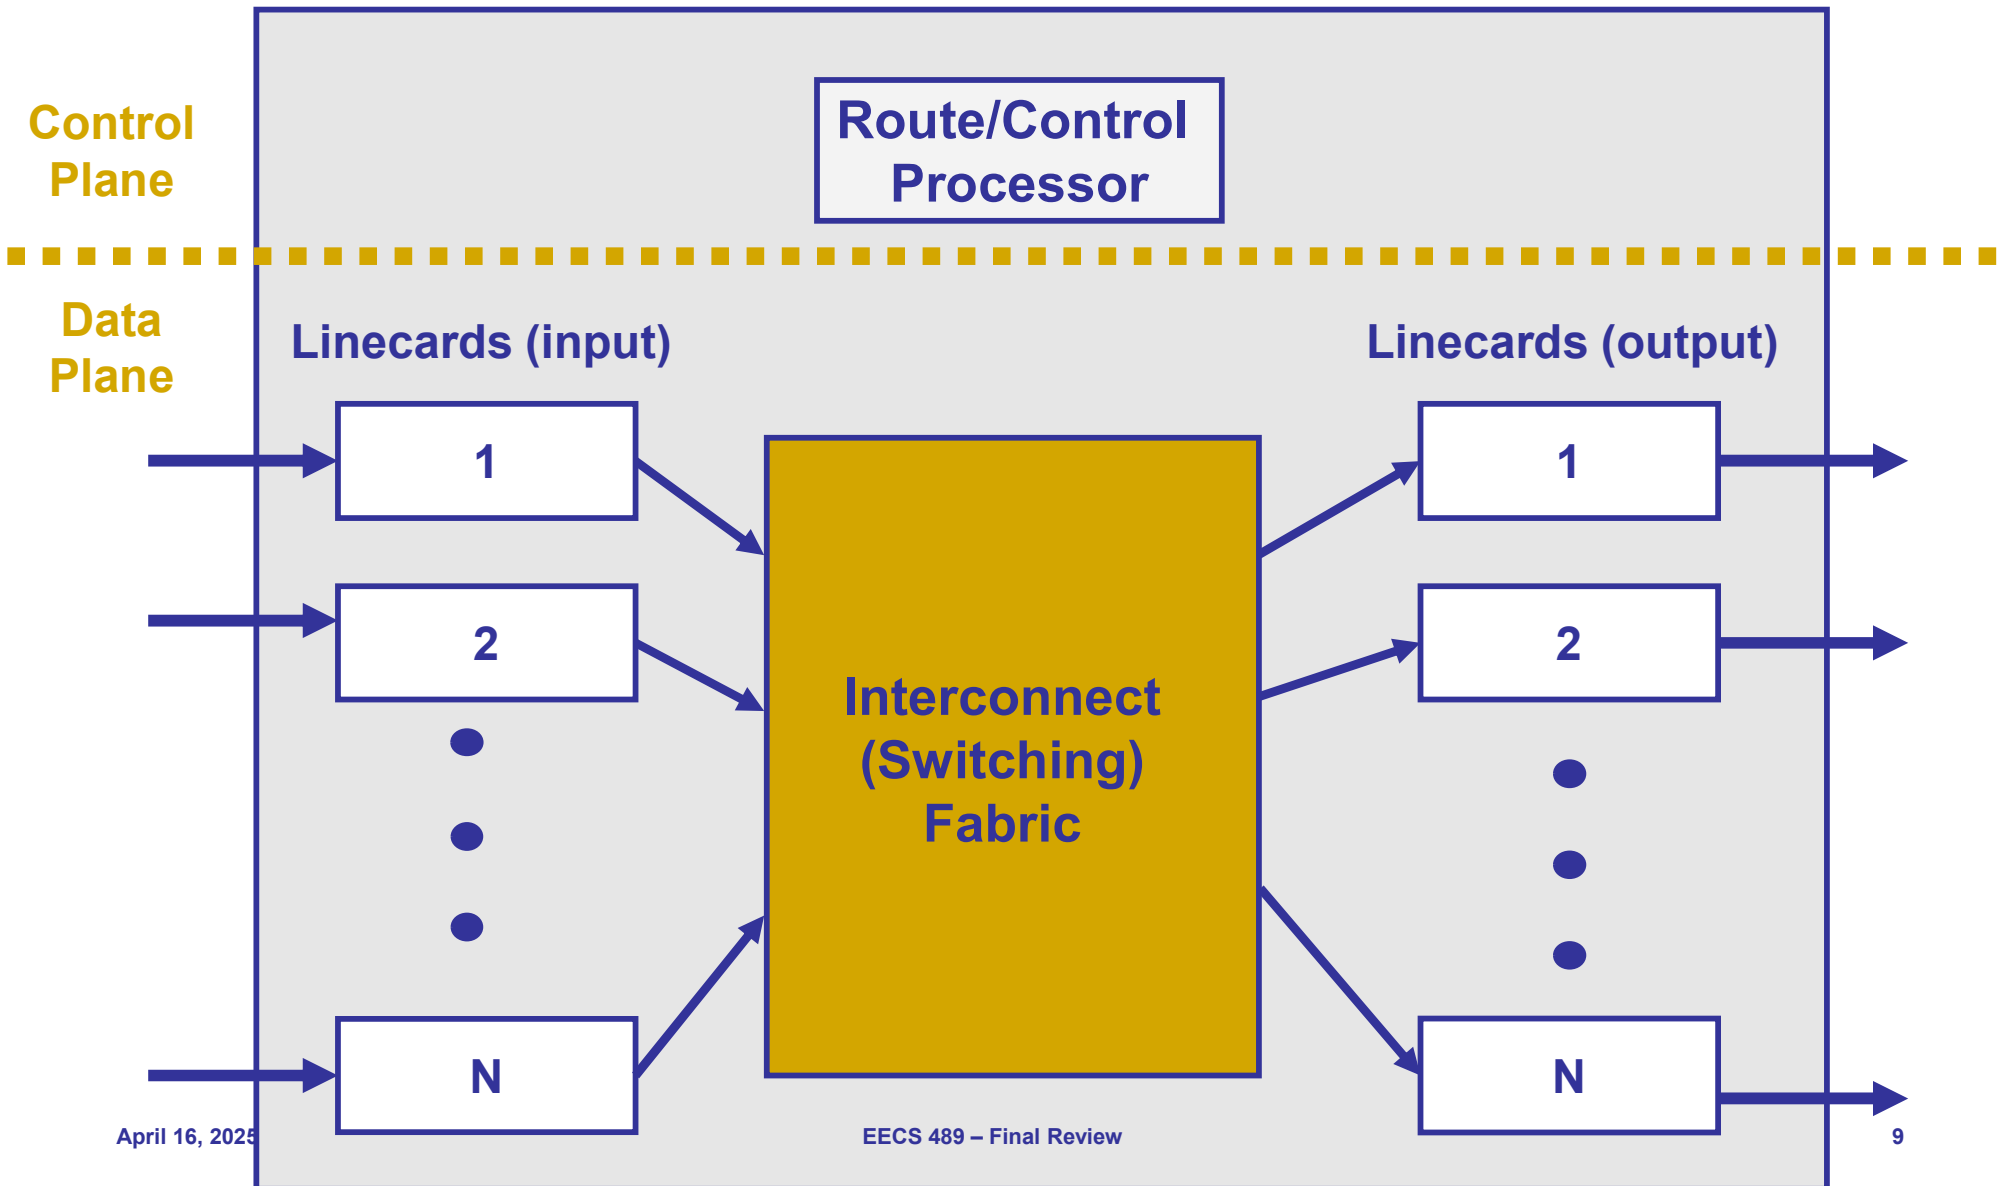 Control
Plane
Route/Control
Processor
Data
Plane
Linecards (input)
Linecards (output)
1
1
2
2
Interconnect
(Switching)
Fabric
N
N
April 16, 2025
EECS 489 – Final Review
9